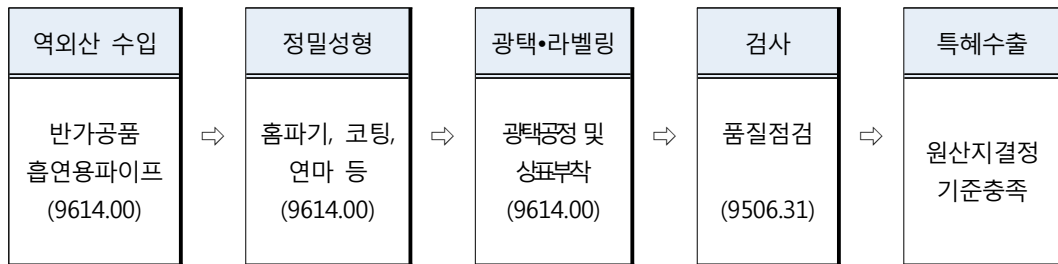 역외산 수입
반가공품
흡연용파이프
(9614.00)
⇨
정밀성형
홈파기, 코팅,
연마 등
(9614.00)
⇨
광택•라벨링
광택공정 및
상표부착
(9614.00)
⇨
검사
품질점검
(9506.31)
⇨
특혜수출
원산지결정
기준충족